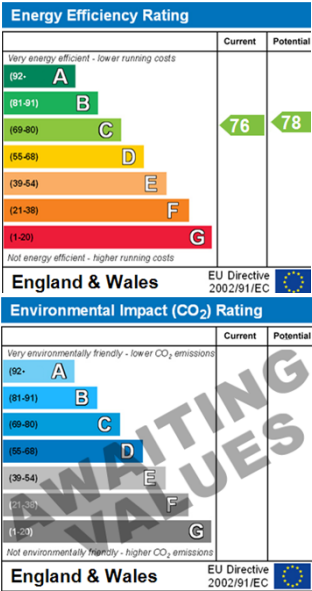 Energy Efficiency Rating
Current Potential
Very energy efficient - lower running costs
(92- A
(81-91) B
(69-80) C
76 78
(55-68) D
(39-54) E
(21-38) F
(1-20) G
Not energy efficient - higher running costs
England & Wales
EU Directive
2002/91/EC
Environmental Impact (CO₂) Rating
Current Potential
Very environmentally friendly - lower CO₂ emissions
(92- A
(81-91) B
(69-80) C
(55-68) D
(39-54) E
(21-38) F
(1-20) G
AWAITING
VALUES
Not environmentally friendly - higher CO₂ emissions
England & Wales
EU Directive
2002/91/EC